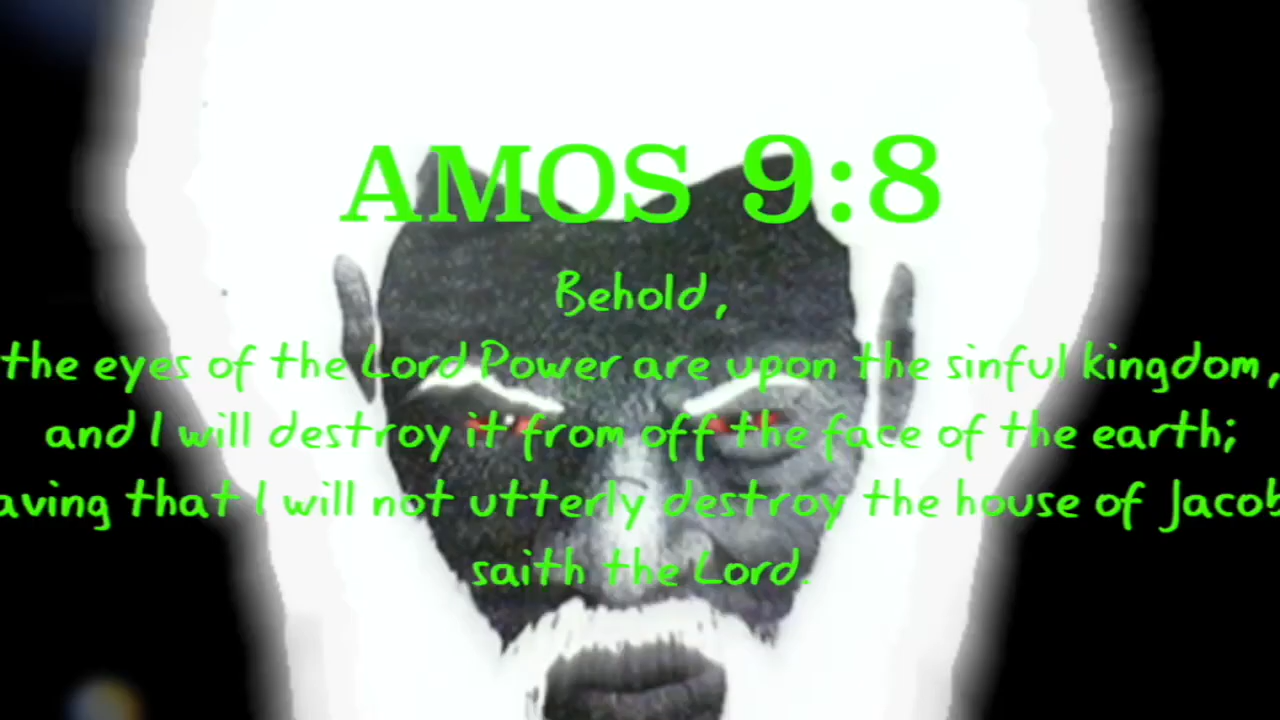 AMOS 9:8
Behold,
the eyes of the Lord Power are upon the sinful kingdom,
and I will destroy it from off the face of the earth;
aving that I will not utterly destroy the house of Jacob
saith the Lord.